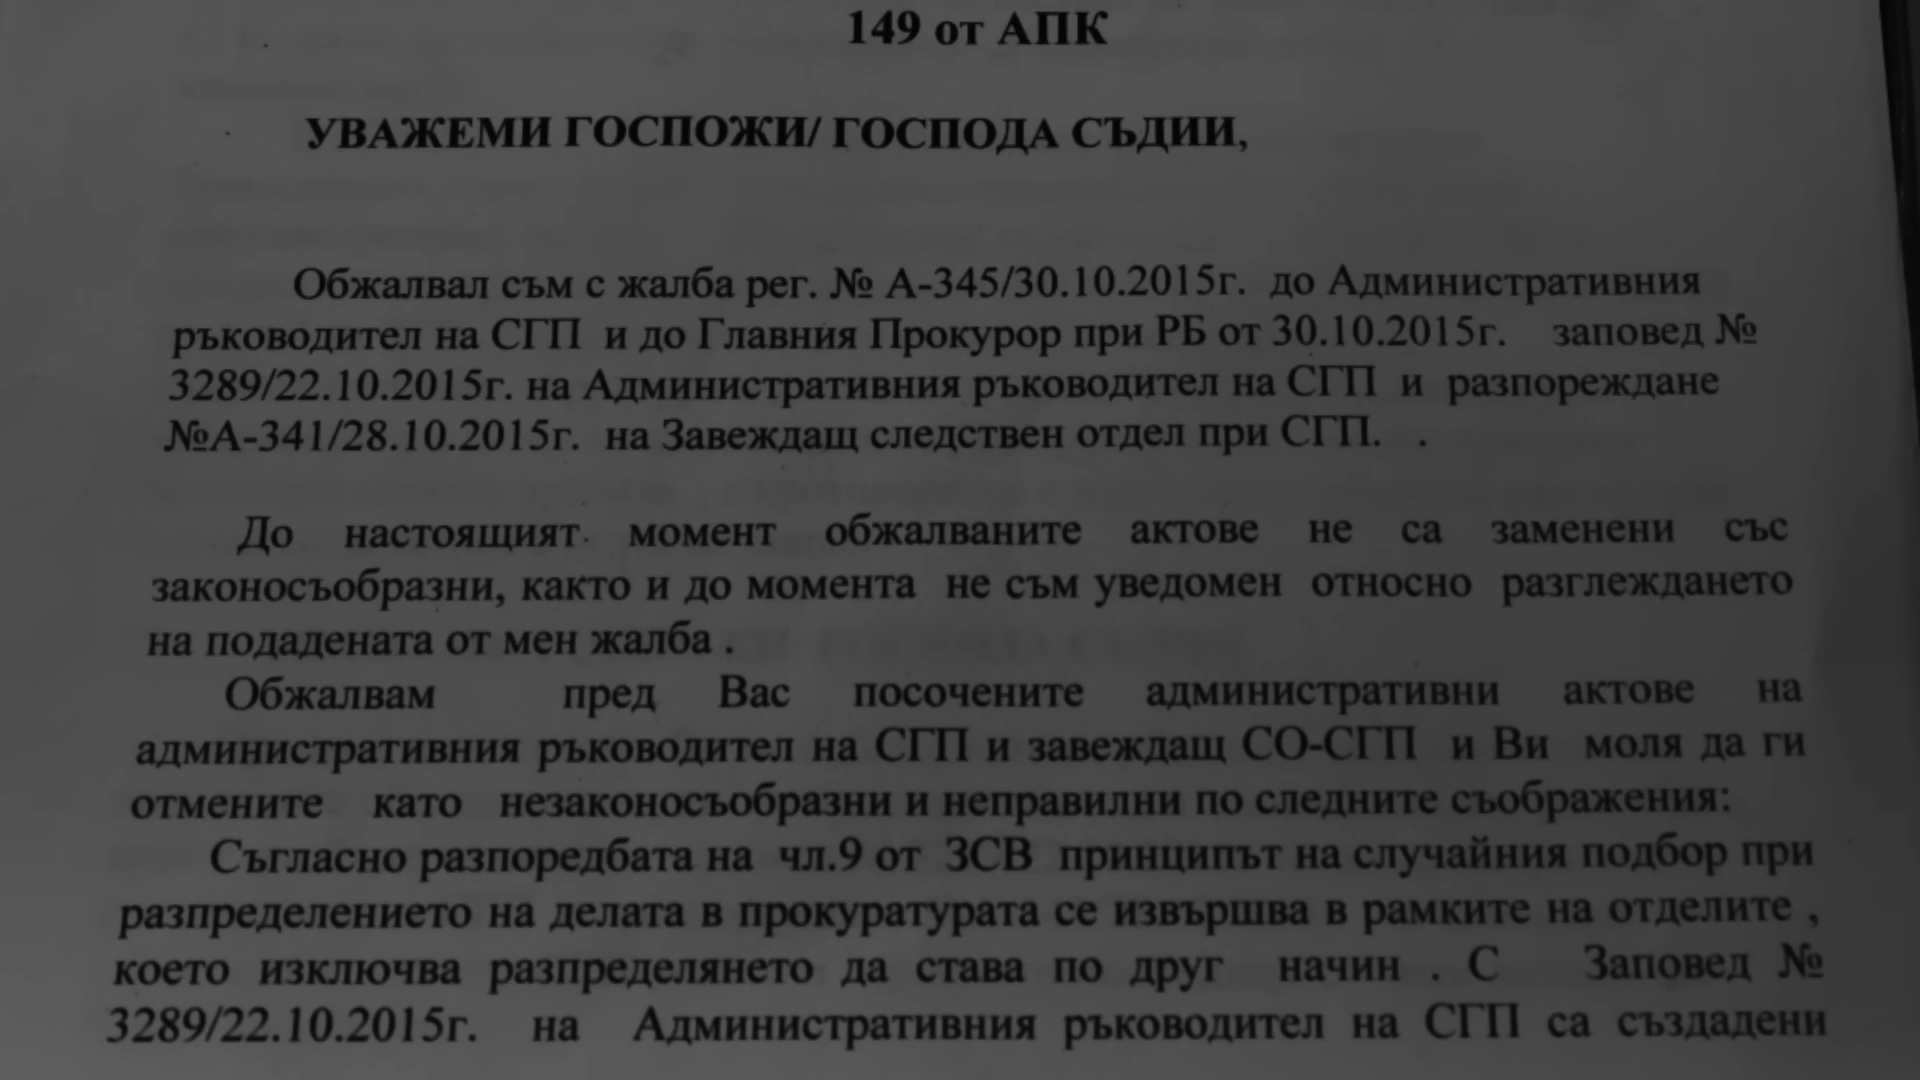 149 от АПК
УВАЖЕМИ ГОСПОЖИ/ ГОСПОДА СЪДИИ,
Обжалвал съм с жалба рег. № А-345/30.10.2015г. до Административния
ръководител на СГП и до Главния Прокурор при РБ от 30.10.2015г. заповед №
3289/22.10.2015г. на Административния ръководител на СГП и разпореждане
№А-341/28.10.2015г. на Завеждащ следствен отдел при СГП. .
До настоящият момент обжалваните актове не са заменени със
законосъобразни, както и до момента не съм уведомен относно разглеждането
на подадената от мен жалба .
Обжалвам пред Вас посочените административни актове на
административния ръководител на СГП и завеждащ СО-СГП и Ви моля да ги
отмените като незаконосъобразни и неправилни по следните съображения:
Съгласно разпоредбата на чл.9 от ЗСВ принципът на случайния подбор при
разпределението на делата в прокуратурата се извършва в рамките на отделите ,
което изключва разпределянето да става по друг начин . С Заповед №
3289/22.10.2015г. на Административния ръководител на СГП са създадени